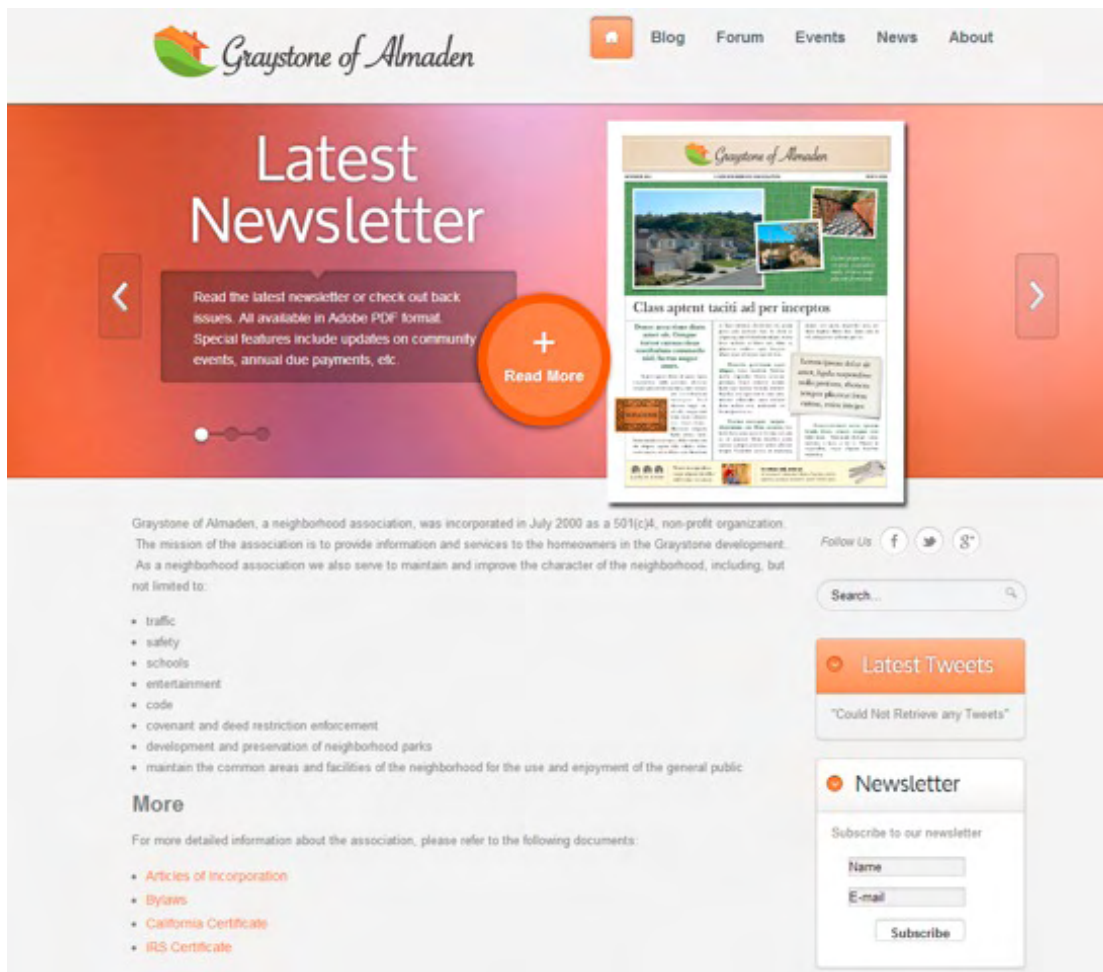 Graystone of Almaden
Blog Forum Events News About
Latest
Newsletter
Read the latest newsletter or check out back
issues. All available in Adobe PDF format.
Special features include updates on community
events, annual due payments, etc.
+
Read More
Graystone of Almaden
Class aptent taciti ad per inceptos
Graystone of Almaden, a neighborhood association, was incorporated in July 2000 as a 501(c)4, non-profit organization.
The mission of the association is to provide information and services to the homeowners in the Graystone development.
As a neighborhood association we also serve to maintain and improve the character of the neighborhood, including, but
not limited to:
• traffic
• safety
• schools
• entertainment
• code
• covenant and deed restriction enforcement
• development and preservation of neighborhood parks
• maintain the common areas and facilities of the neighborhood for the use and enjoyment of the general public
More
For more detailed information about the association, please refer to the following documents:
• Articles of Incorporation
• Bylaws
• California Certificate
• IRS Certificate
Follow Us f g+
Search...
Latest Tweets
"Could Not Retrieve any Tweets"
Newsletter
Subscribe to our newsletter
Name
E-mail
Subscribe